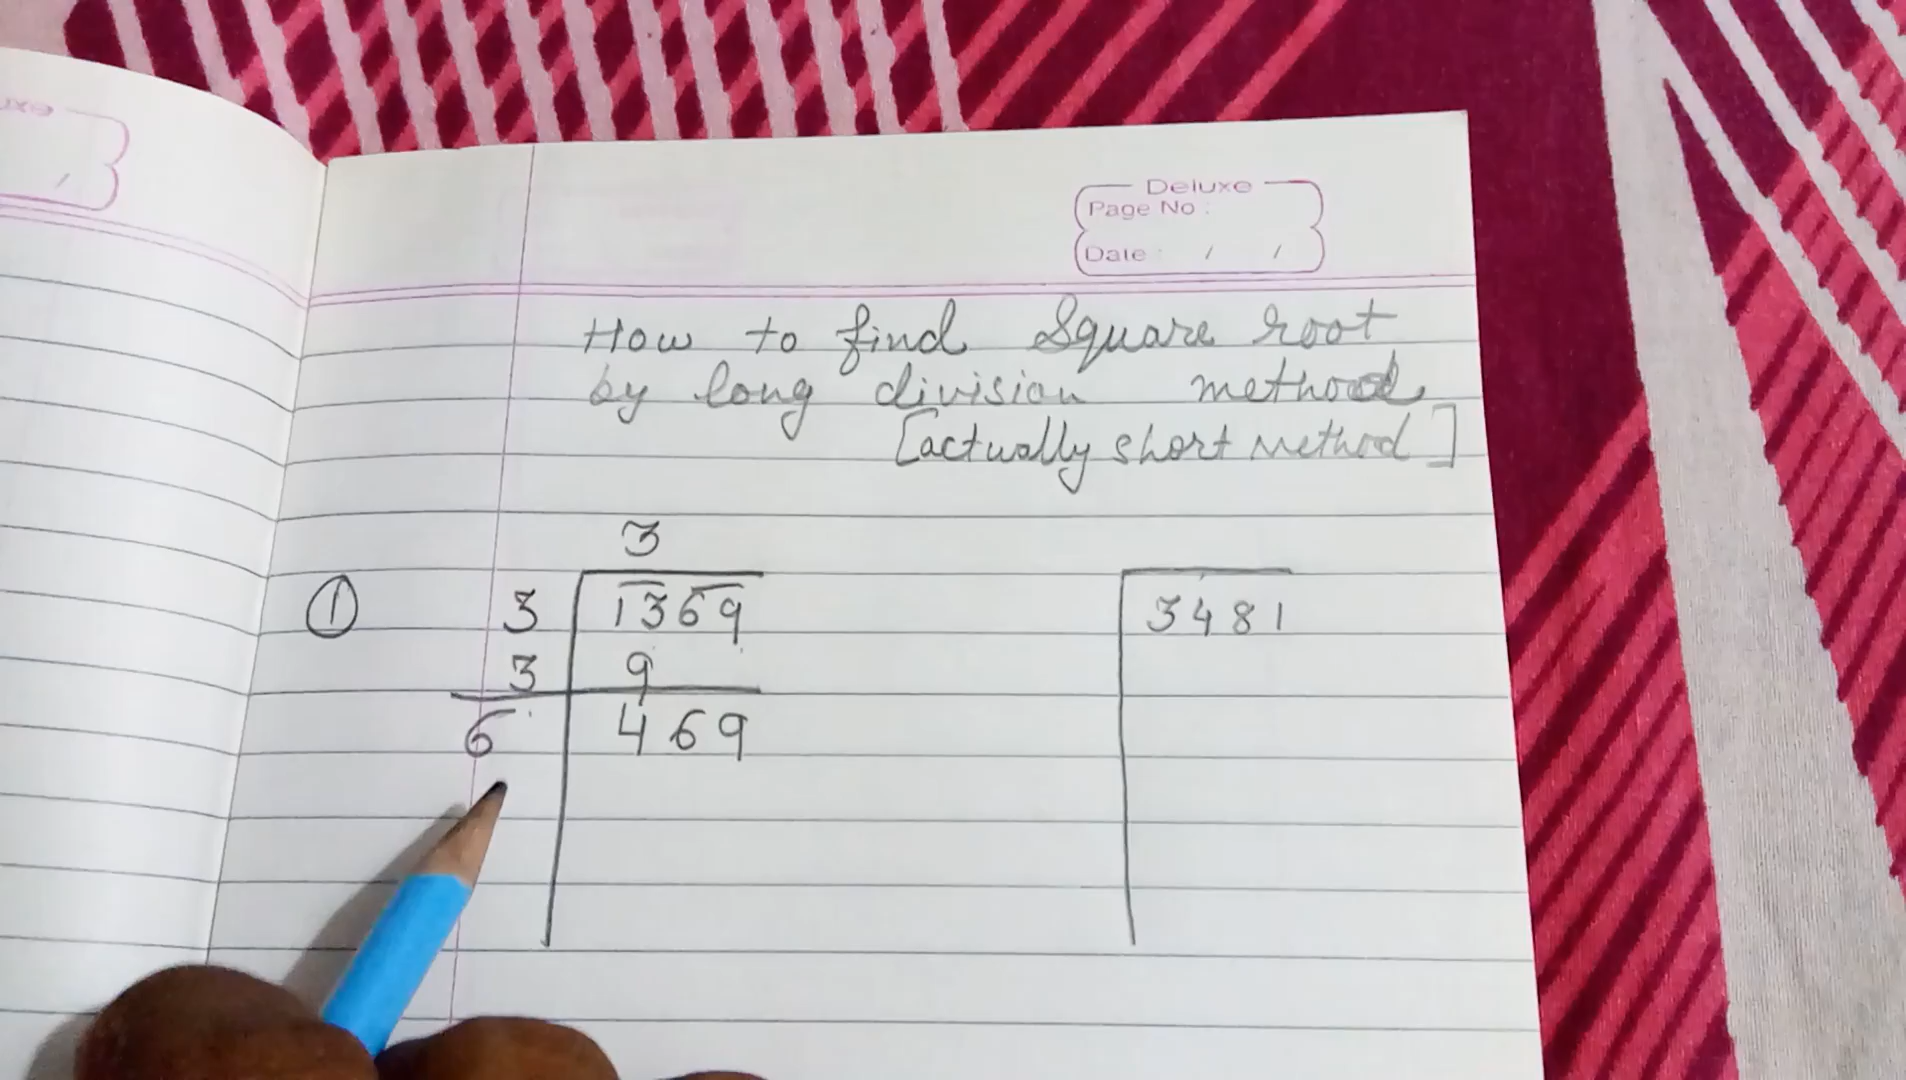 Deluxe
Page No :
Date : / /
How to find Square root
by long division method
[actually short Method]
3
① 3 1369 3481
3 9
6 469